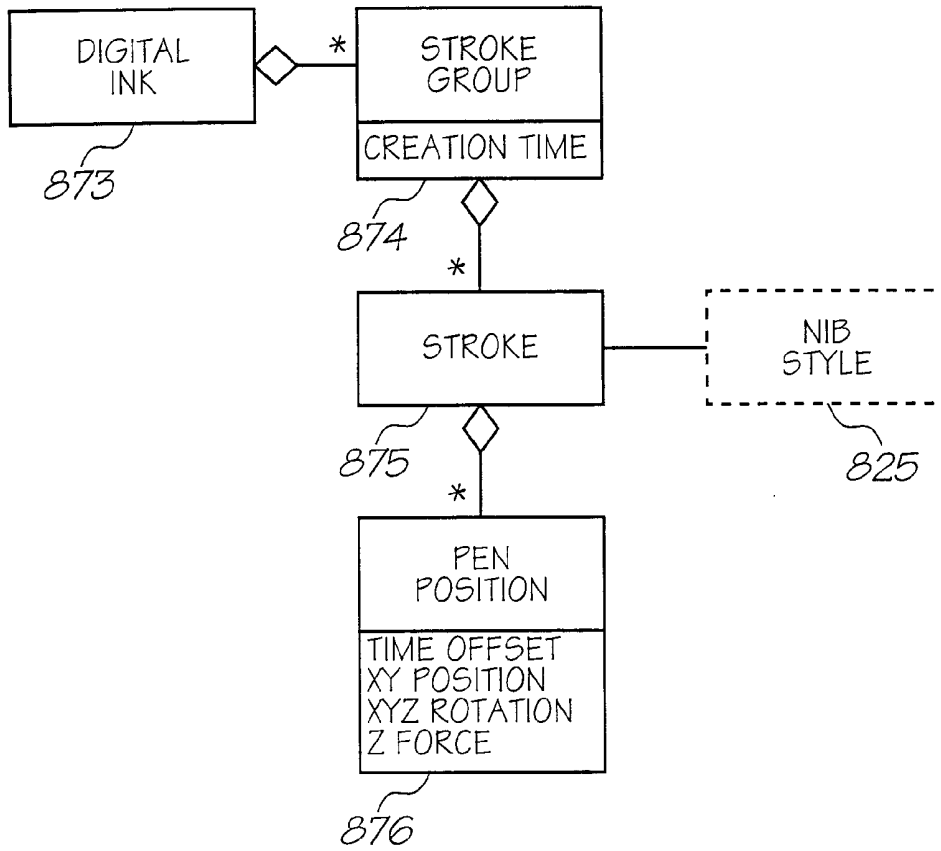 DIGITAL
INK
*
STROKE
GROUP
CREATION TIME
873
874
*
STROKE
NIB
STYLE
875
825
*
PEN
POSITION
TIME OFFSET
XY POSITION
XYZ ROTATION
Z FORCE
876